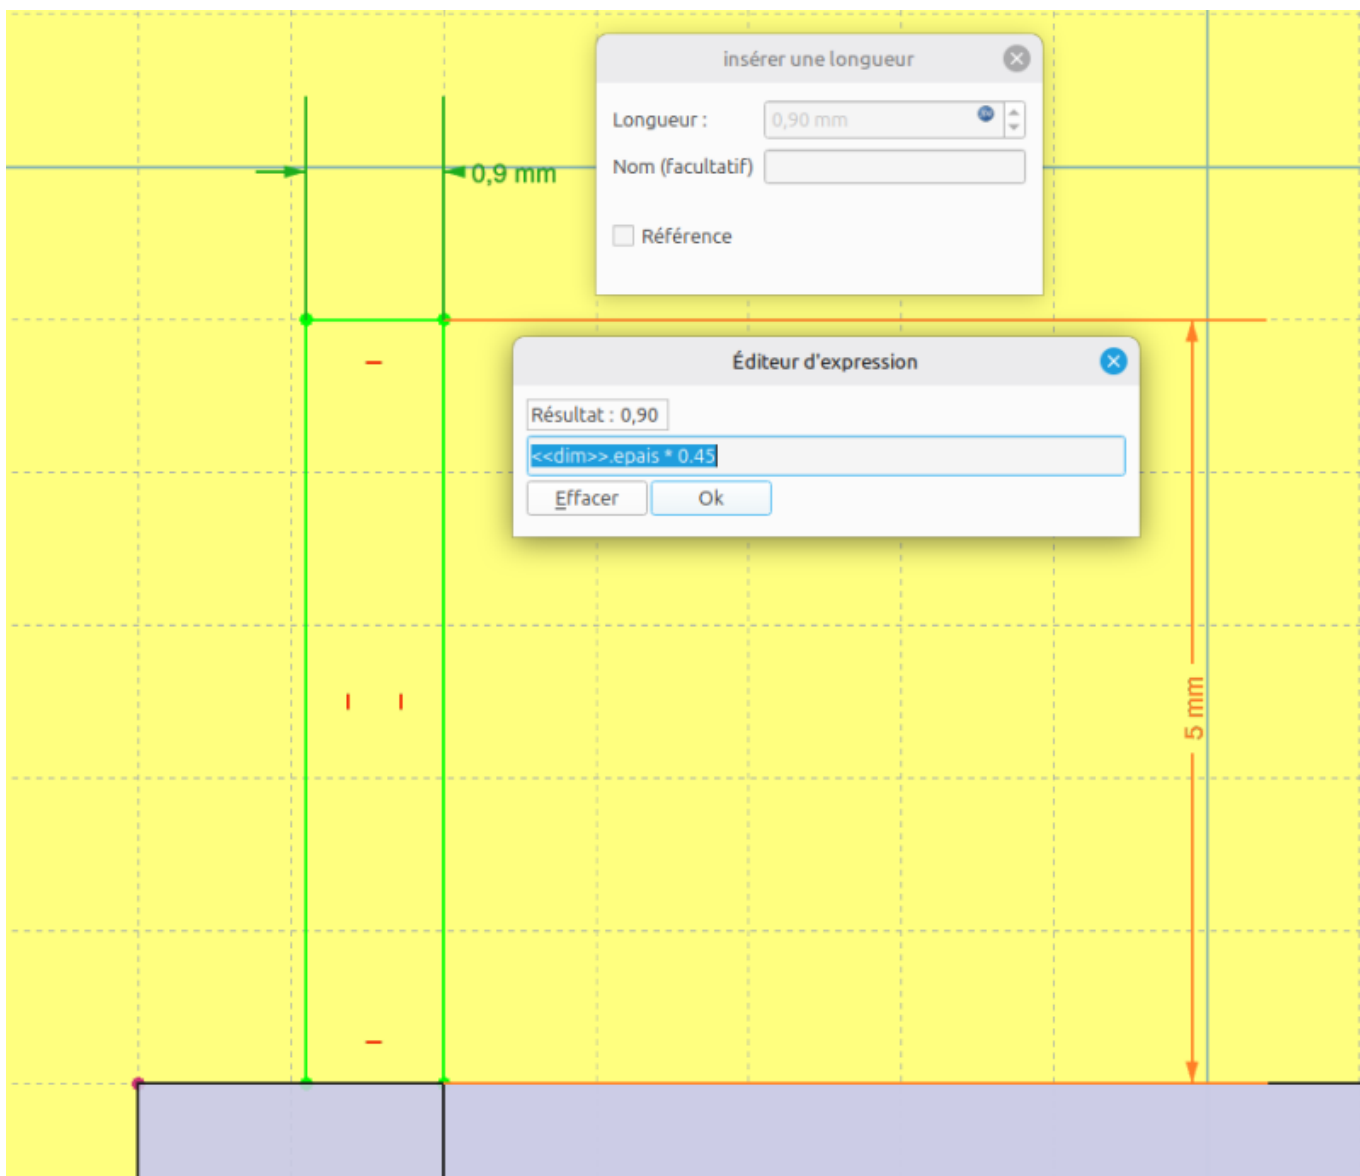 insérer une longueur
Longueur :
0,90 mm
0,9 mm
Nom (facultatif)
Référence
Éditeur d'expression
Résultat : 0,90
<<dim>>.epais * 0.45
Effacer
Ok
5 mm